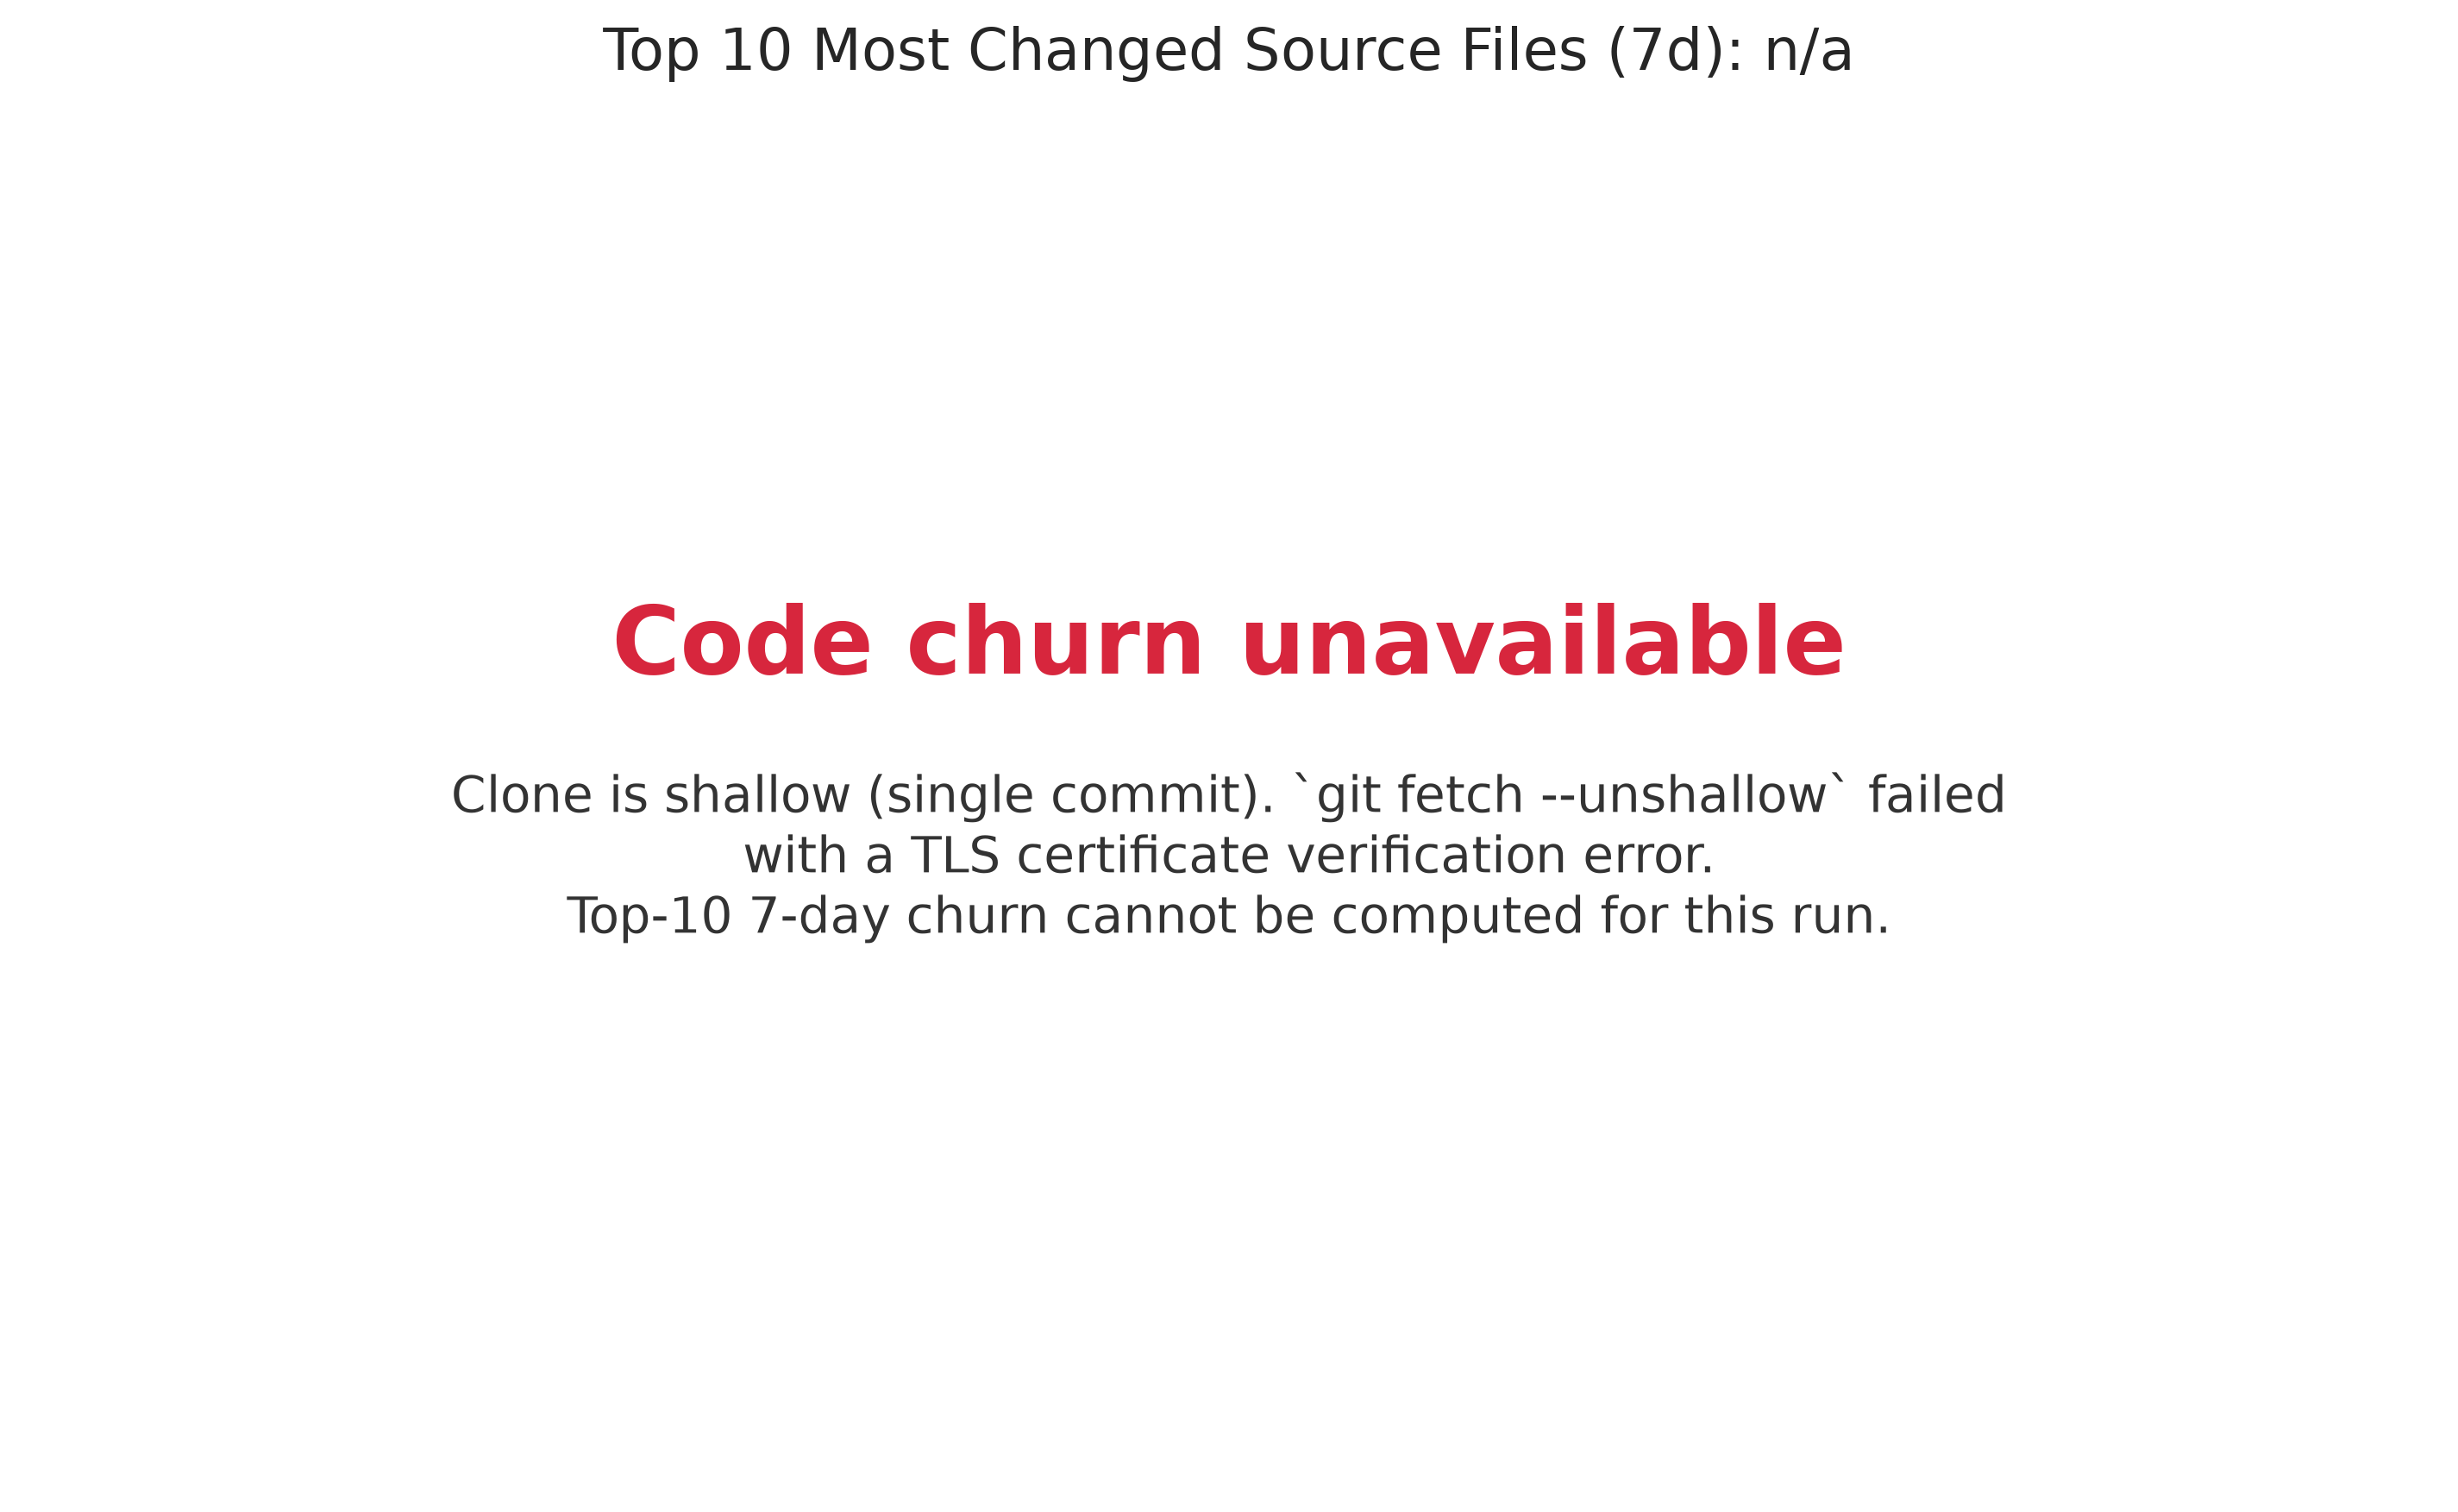 Top 10 Most Changed Source Files (7d): n/a
Code churn unavailable
Clone is shallow (single commit). `git fetch --unshallow` failed
with a TLS certificate verification error.
Top-10 7-day churn cannot be computed for this run.